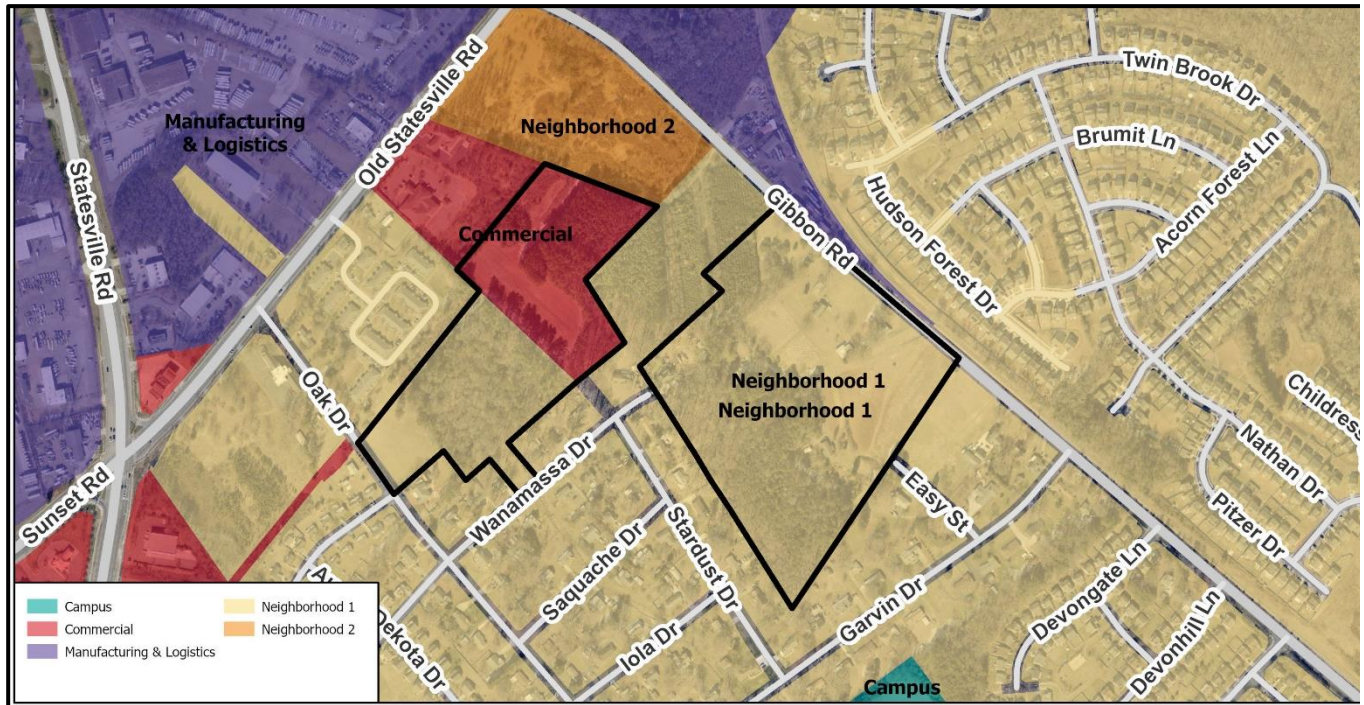 Twin Brook Dr
Brumit Ln
Acorn Forest Ln
Old Statesville Rd
Manufacturing
& Logistics
Neighborhood 2
Statesville Rd
Gibbon Rd
Hudson Forest Dr
Commercial
Oak Dr
Neighborhood 1
Neighborhood 1
Childress
Nathan Dr
Pitzer Dr
Sunset Rd
Wanamassa Dr
Easy St
Stardust Dr
Saquache Dr
Garvin Dr
Devongate Ln
Devonhill Ln
Iola Dr
Dekota Dr
Campus
Campus
Commercial
Manufacturing & Logistics
Neighborhood 1
Neighborhood 2